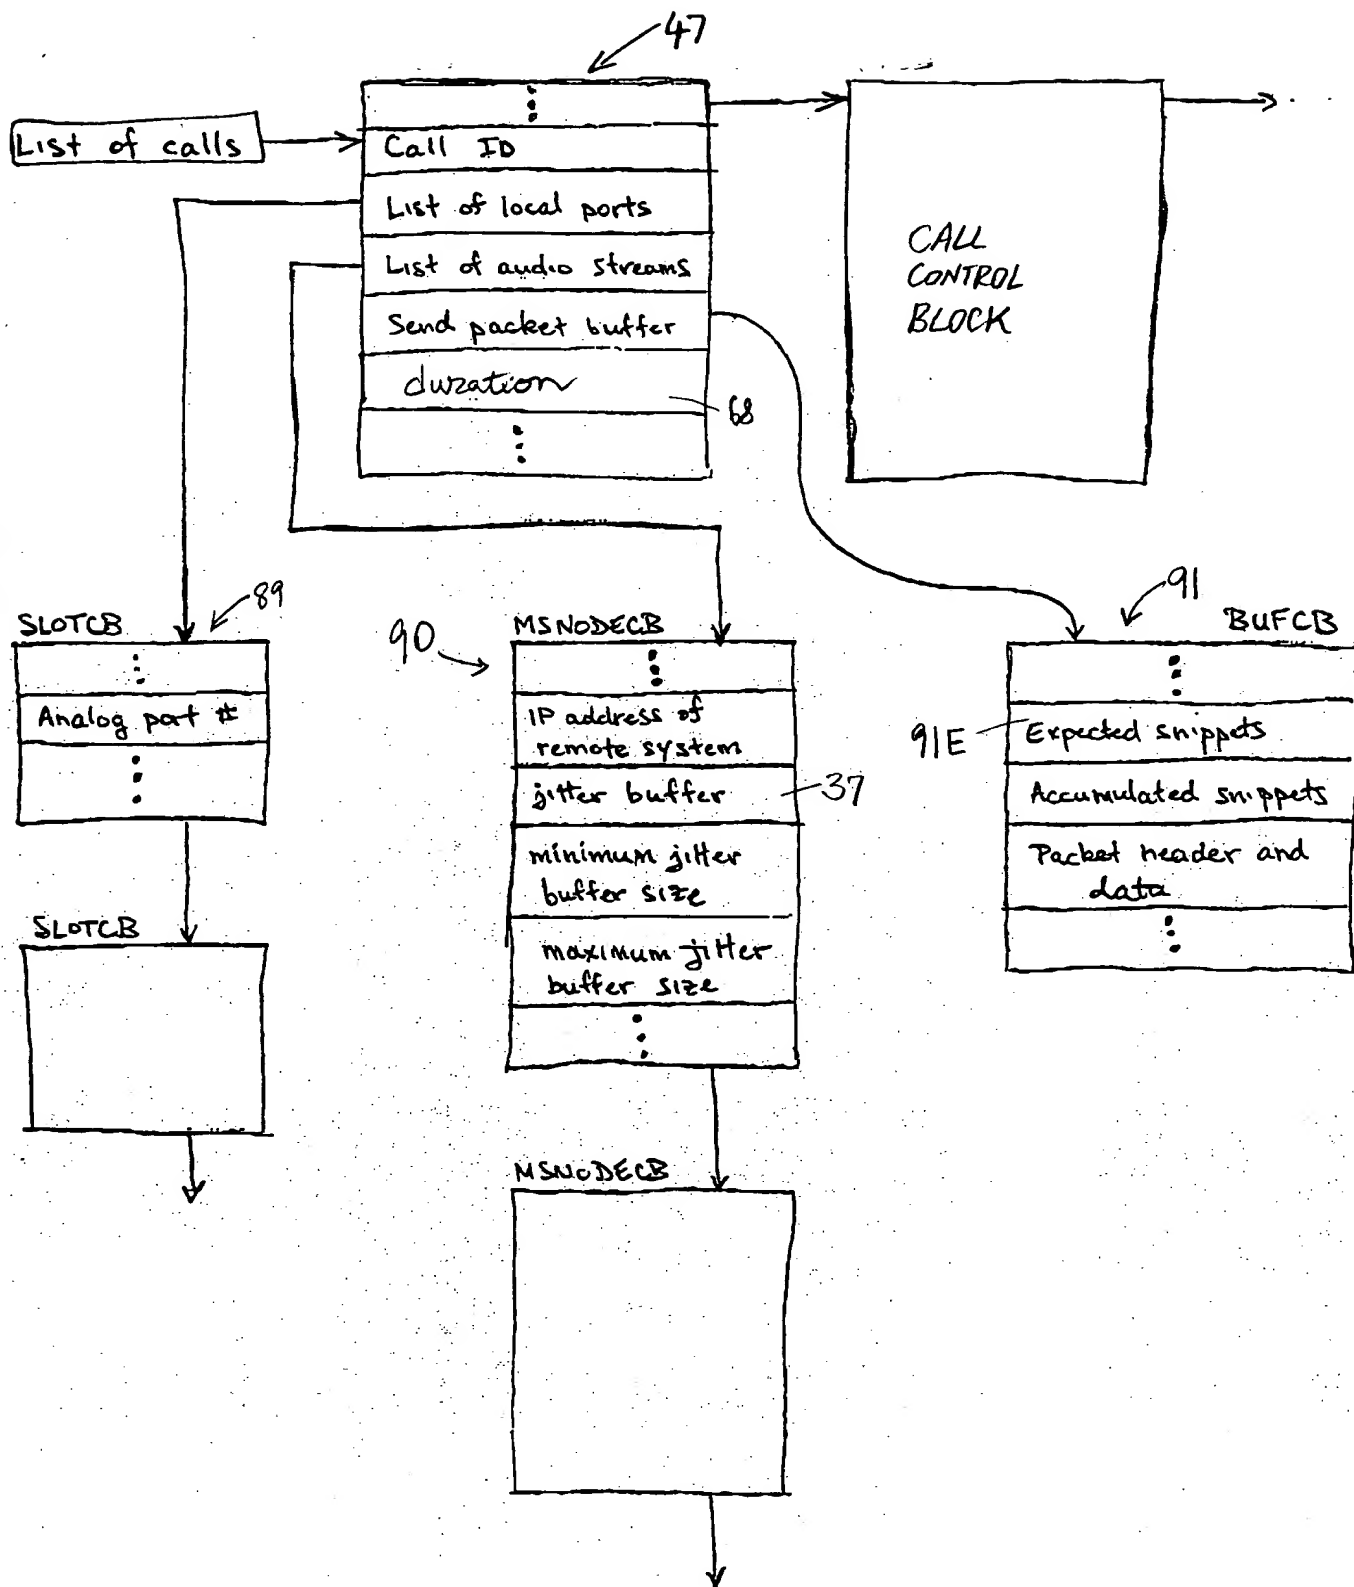 47
List of calls
Call ID
List of local ports
List of audio streams
Send packet buffer
duration
68
CALL
CONTROL
BLOCK
SLOTCB
89
Analog port #
SLOTCB
90
MSNODECB
IP address of
remote system
jitter buffer
37
minimum jitter
buffer size
maximum jitter
buffer size
MSNODECB
91
BUFCB
91E
Expected snippets
Accumulated snippets
Packet header and
data